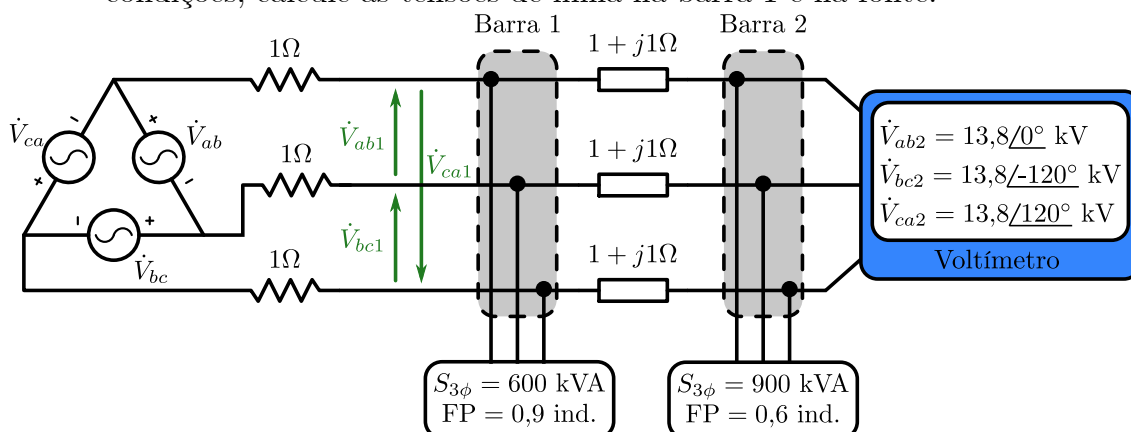 condições, calcule as tensões de linha na barra 1 e na fonte.
Barra 1
Barra 2
1Ω
1 + j1Ω
V̇ca
V̇ab
V̇ab1
V̇ca1
1Ω
1 + j1Ω
V̇ab2 = 13,8/0° kV
V̇bc2 = 13,8/-120° kV
V̇ca2 = 13,8/120° kV
Voltímetro
V̇bc
V̇bc1
1Ω
1 + j1Ω
S3ϕ = 600 kVA
FP = 0,9 ind.
S3ϕ = 900 kVA
FP = 0,6 ind.